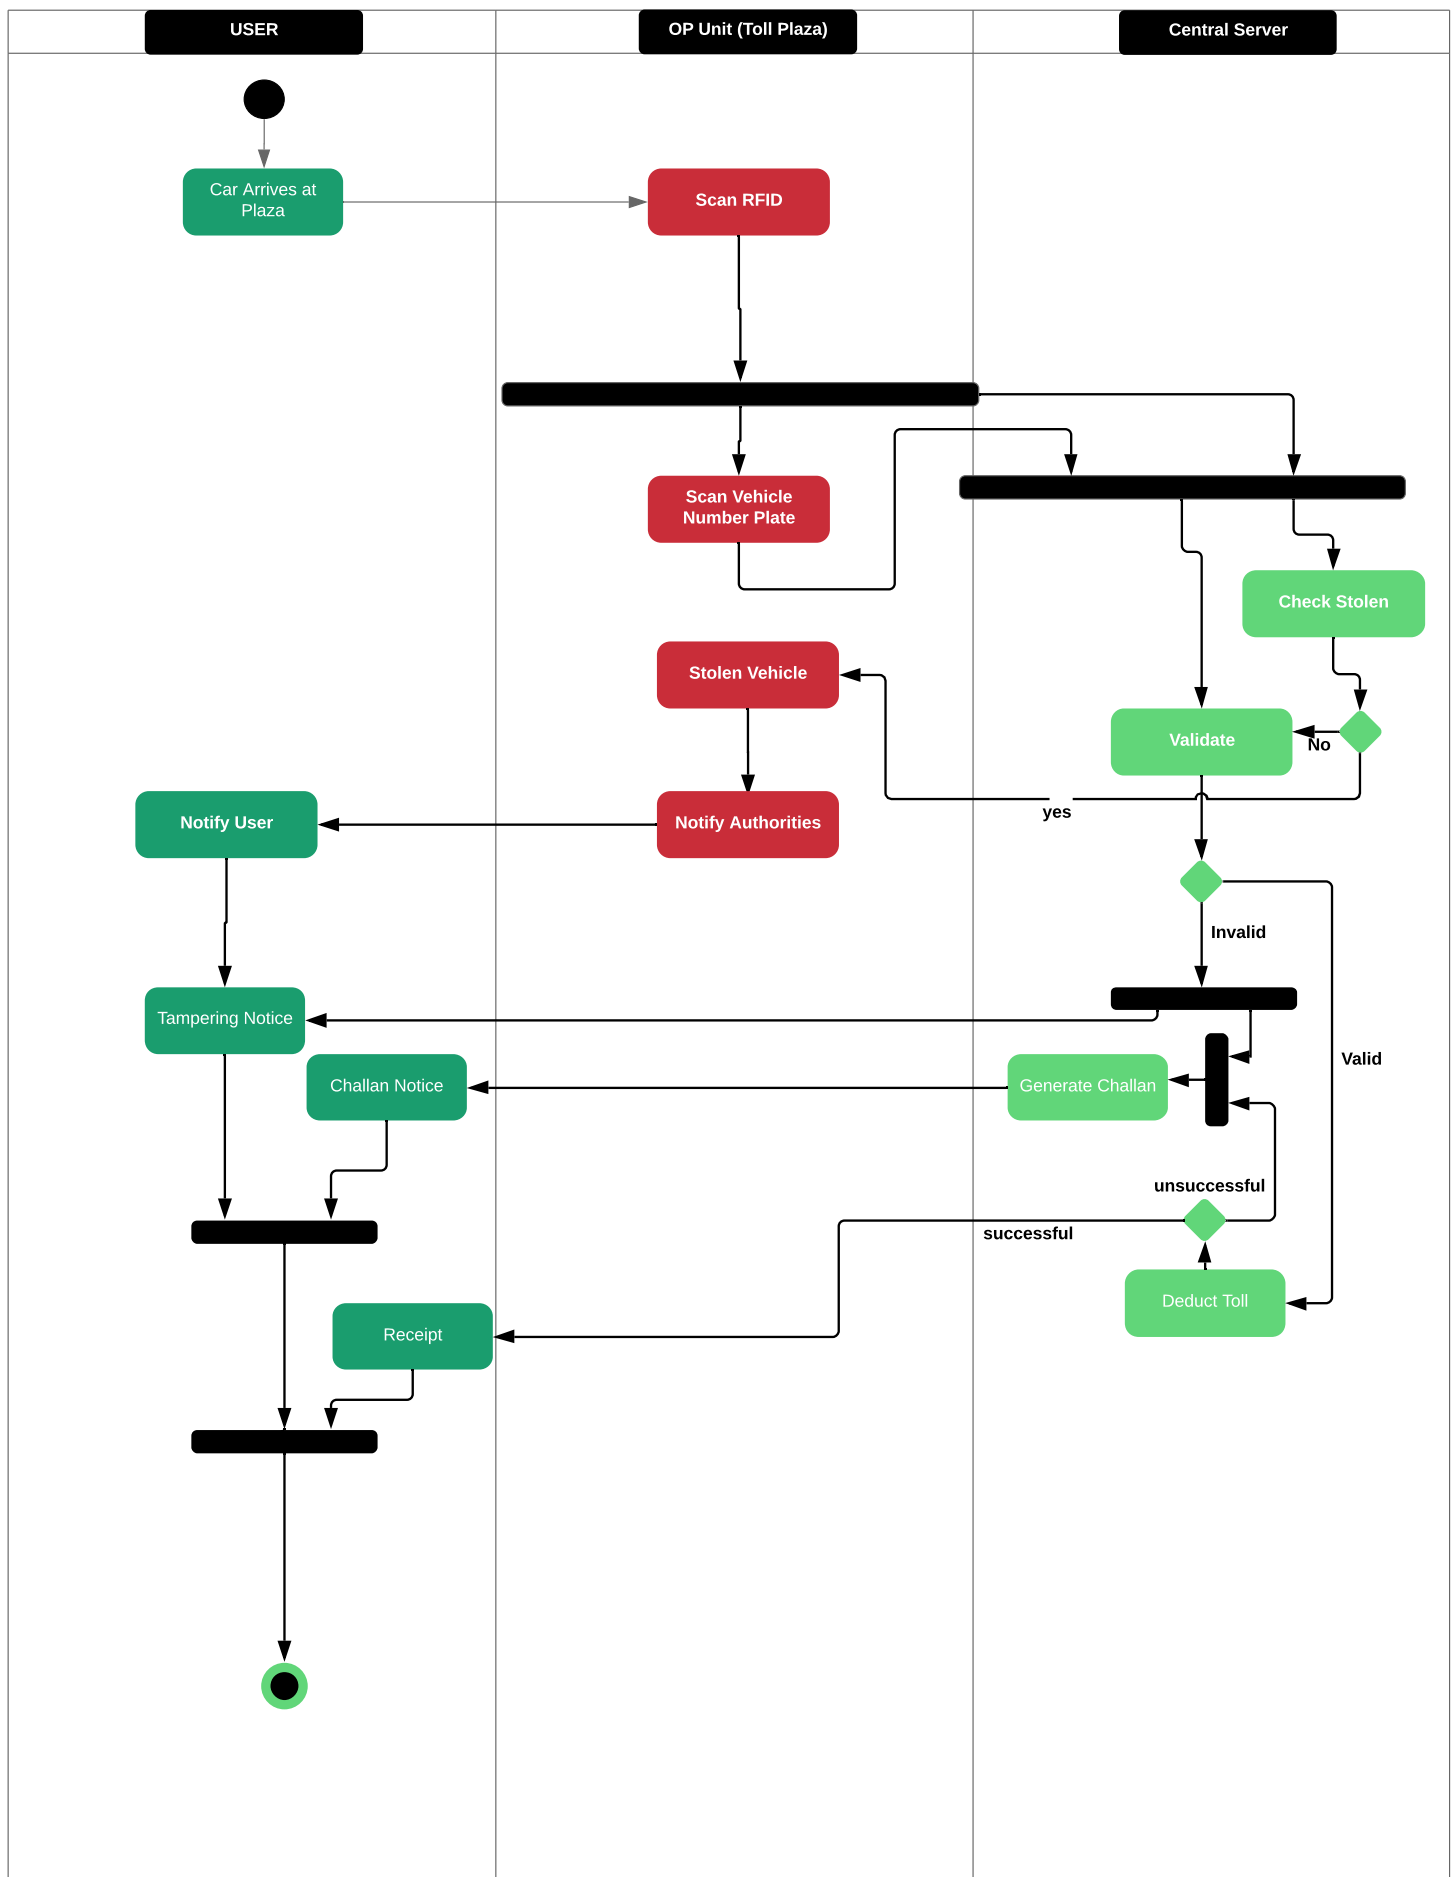 USER
OP Unit (Toll Plaza)
Central Server
Car Arrives at
Plaza
Scan RFID
Scan Vehicle
Number Plate
Check Stolen
Stolen Vehicle
Validate
No
yes
Notify User
Notify Authorities
Invalid
Tampering Notice
Valid
Challan Notice
Generate Challan
unsuccessful
successful
Deduct Toll
Receipt